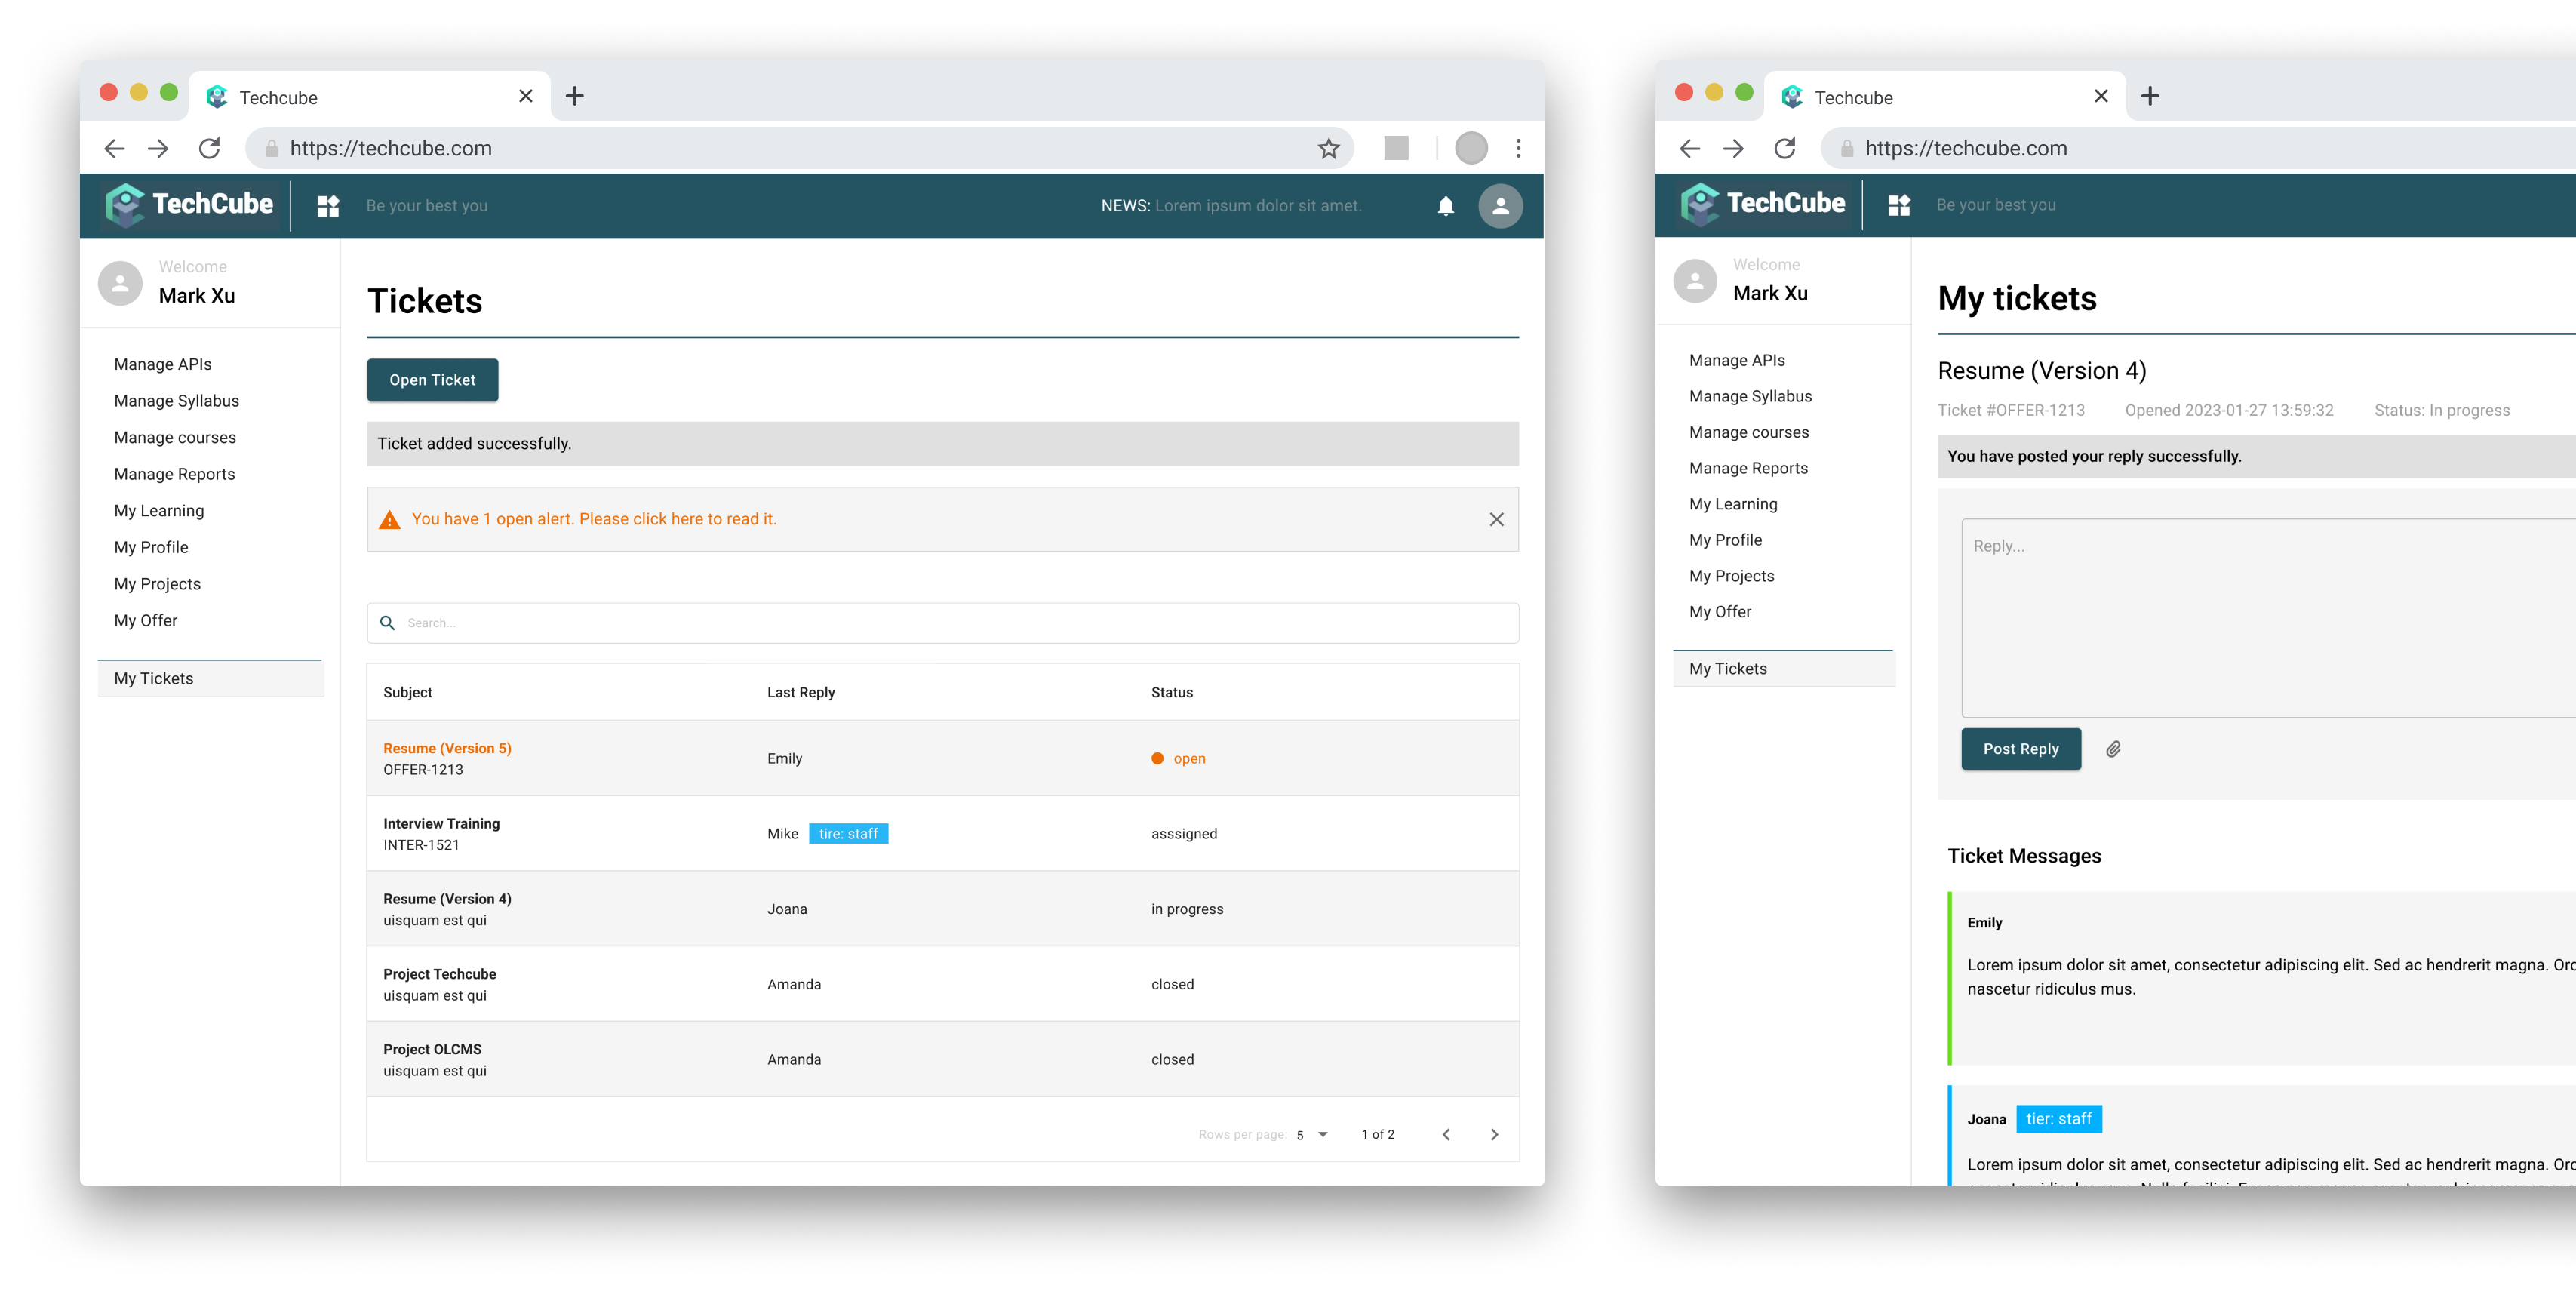 Techcube
https://techcube.com
TechCube
Be your best you
NEWS: Lorem ipsum dolor sit amet.
Welcome
Mark Xu
Manage APIs
Manage Syllabus
Manage courses
Manage Reports
My Learning
My Profile
My Projects
My Offer
My Tickets
Tickets
Open Ticket
Ticket added successfully.
You have 1 open alert. Please click here to read it.
Search...
Subject Last Reply Status
Resume (Version 5)
OFFER-1213
Emily
open
Interview Training
INTER-1521
Mike tire: staff
asssigned
Resume (Version 4)
uisquam est qui
Joana
in progress
Project Techcube
uisquam est qui
Amanda
closed
Project OLCMS
uisquam est qui
Amanda
closed
Rows per page: 5 1 of 2
Techcube
https://techcube.com
TechCube
Be your best you
Welcome
Mark Xu
Manage APIs
Manage Syllabus
Manage courses
Manage Reports
My Learning
My Profile
My Projects
My Offer
My Tickets
My tickets
Resume (Version 4)
Ticket #OFFER-1213 Opened 2023-01-27 13:59:32 Status: In progress
You have posted your reply successfully.
Reply...
Post Reply
Ticket Messages
Emily
Lorem ipsum dolor sit amet, consectetur adipiscing elit. Sed ac hendrerit magna.
nascetur ridiculus mus.
Joana tier: staff
Lorem ipsum dolor sit amet, consectetur adipiscing elit. Sed ac hendrerit magna.